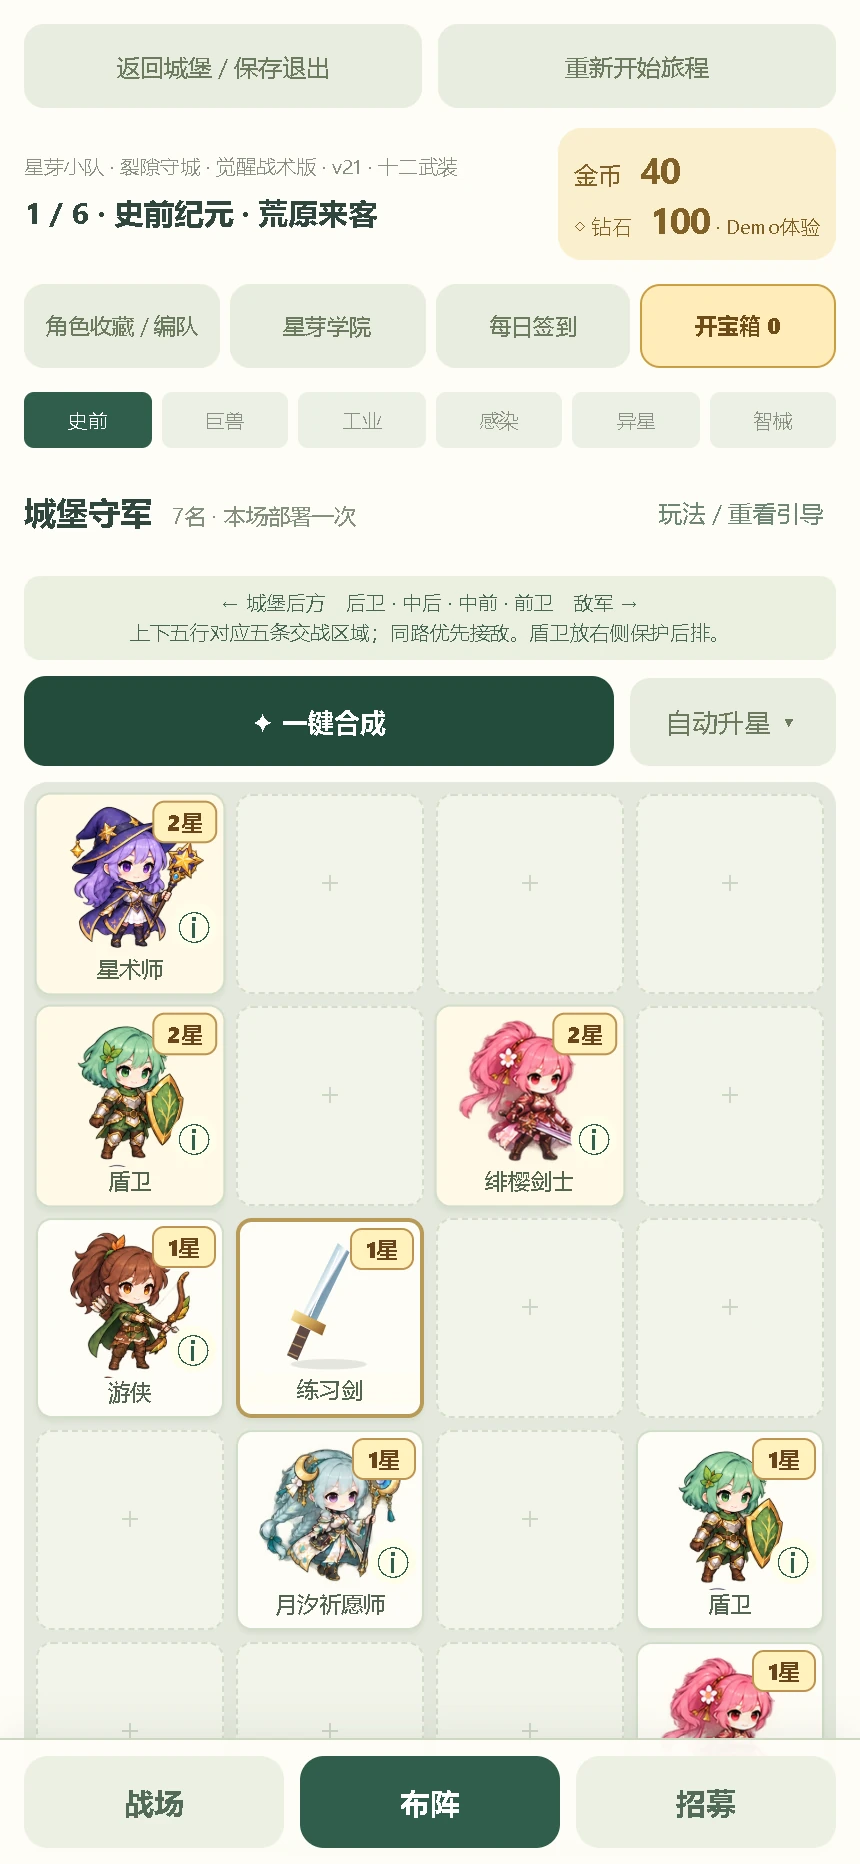 返回城堡 / 保存退出
重新开始旅程
星芽小队 · 裂隙守城 · 觉醒战术版 · v21 · 十二武装
1 / 6 · 史前纪元 · 荒原来客
金币 40
◇ 钻石 100 · Demo体验
角色收藏 / 编队
星芽学院
每日签到
开宝箱 0
史前
巨兽
工业
感染
异星
智械
城堡守军 7名 · 本场部署一次
玩法 / 重看引导
← 城堡后方 后卫 · 中后 · 中前 · 前卫 敌军 →
上下五行对应五条交战区域；同路优先接敌。盾卫放右侧保护后排。
✦ 一键合成
自动升星 ▾
2星
星术师
2星
盾卫
2星
绯樱剑士
1星
游侠
1星
练习剑
1星
月汐祈愿师
1星
盾卫
1星
战场
布阵
招募